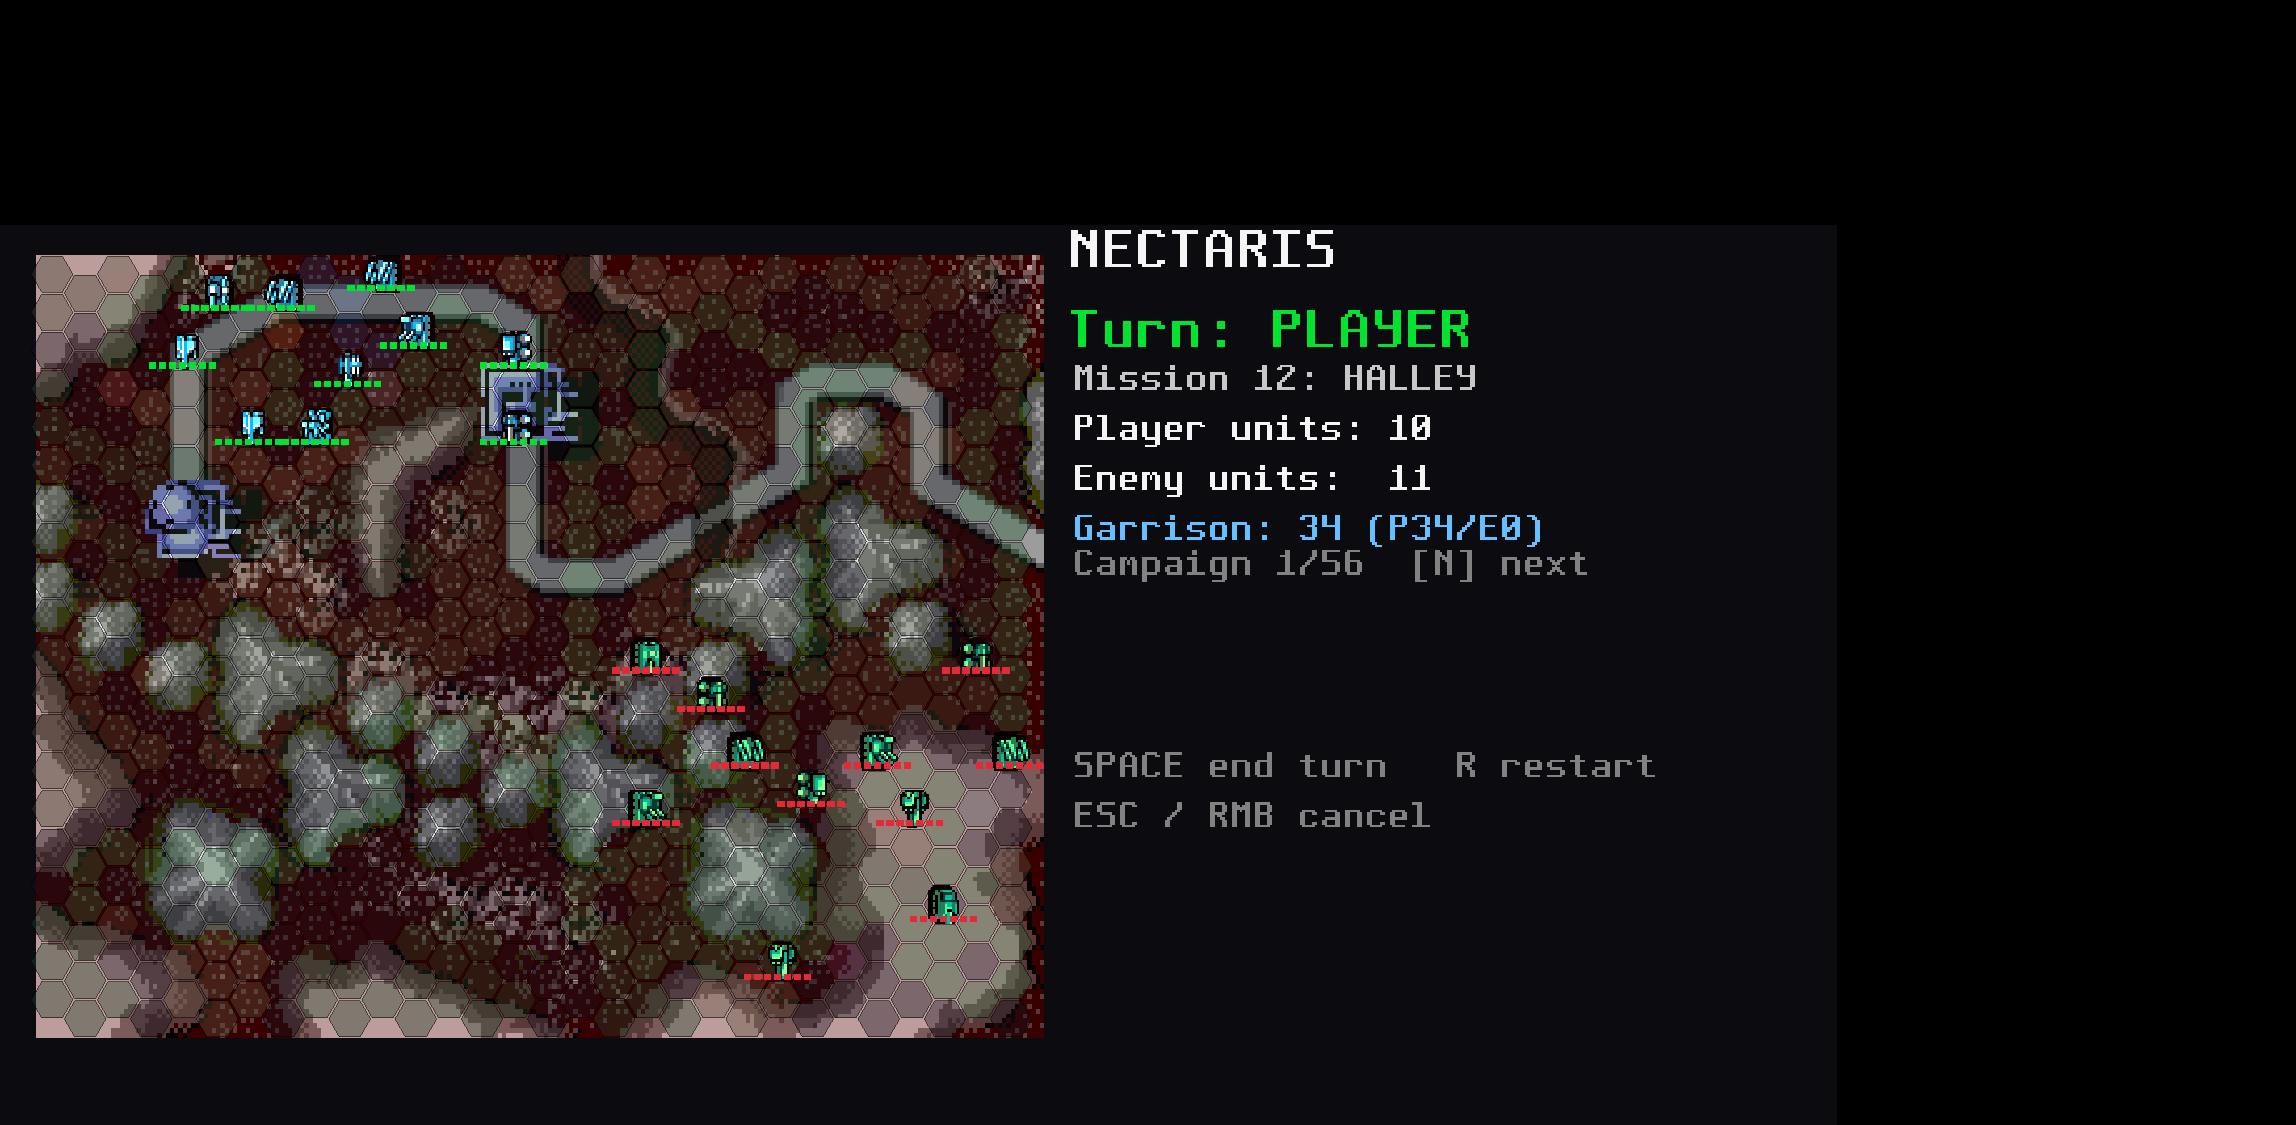 NECTARIS
Turn: PLAYER
Mission 12: HALLEY
Player units: 10
Enemy units: 11
Garrison: 34 (P34/E0)
Campaign 1/56 [N] next
SPACE end turn R restart
ESC / RMB cancel